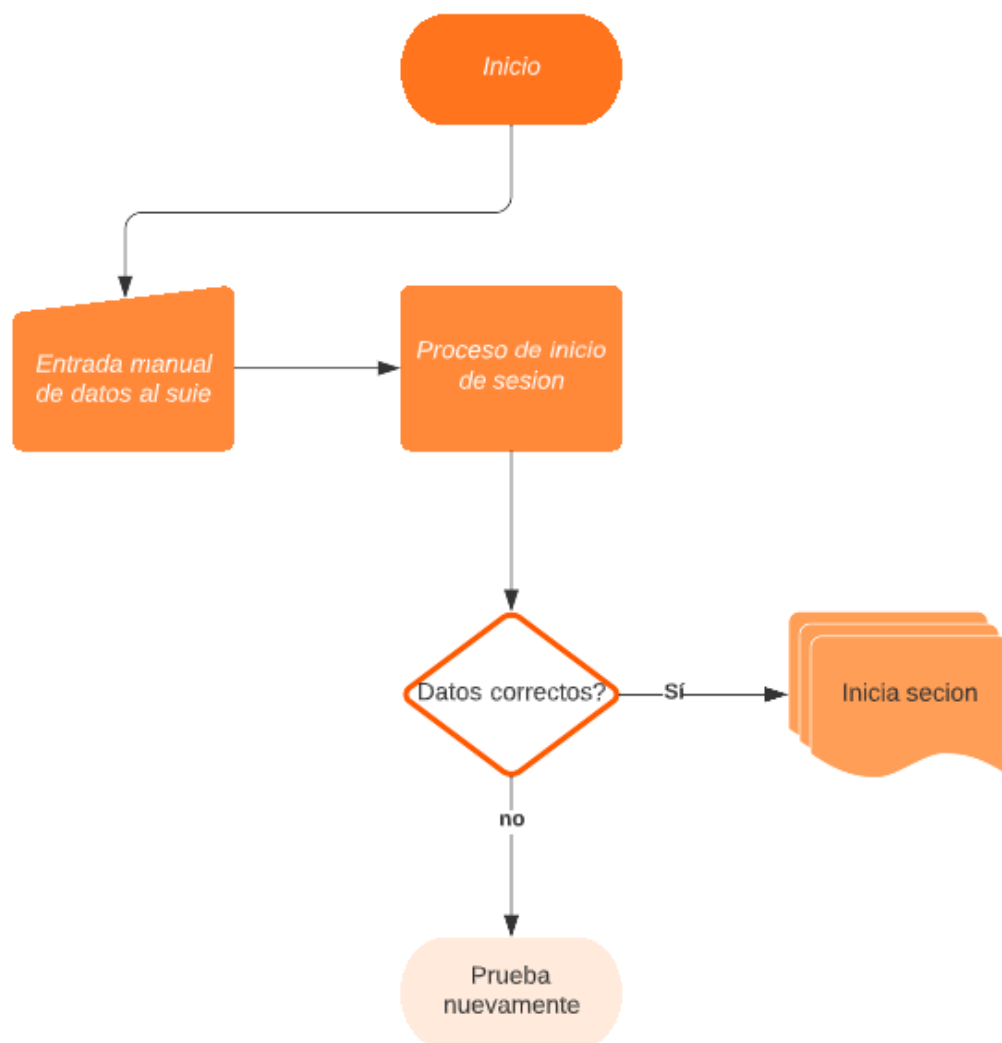 Inicio
Entrada manual
de datos al suie
Proceso de inicio
de sesion
Datos correctos?
Sí
Inicia secion
no
Prueba
nuevamente